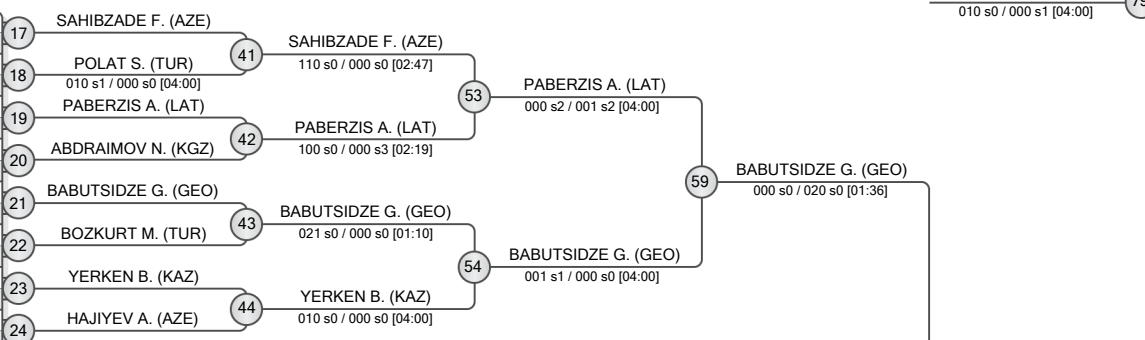 010 s0 / 000 s1 [04:00]
17
SAHIBZADE F. (AZE)
18
POLAT S. (TUR)
010 s1 / 000 s0 [04:00]
41
SAHIBZADE F. (AZE)
110 s0 / 000 s0 [02:47]
19
PABERZIS A. (LAT)
20
ABDRAIMOV N. (KGZ)
42
PABERZIS A. (LAT)
100 s0 / 000 s3 [02:19]
53
PABERZIS A. (LAT)
000 s2 / 001 s2 [04:00]
21
BABUTSIDZE G. (GEO)
22
BOZKURT M. (TUR)
43
BABUTSIDZE G. (GEO)
021 s0 / 000 s0 [01:10]
23
YERKEN B. (KAZ)
24
HAJIYEV A. (AZE)
44
YERKEN B. (KAZ)
010 s0 / 000 s0 [04:00]
54
BABUTSIDZE G. (GEO)
001 s1 / 000 s0 [04:00]
59
BABUTSIDZE G. (GEO)
000 s0 / 020 s0 [01:36]